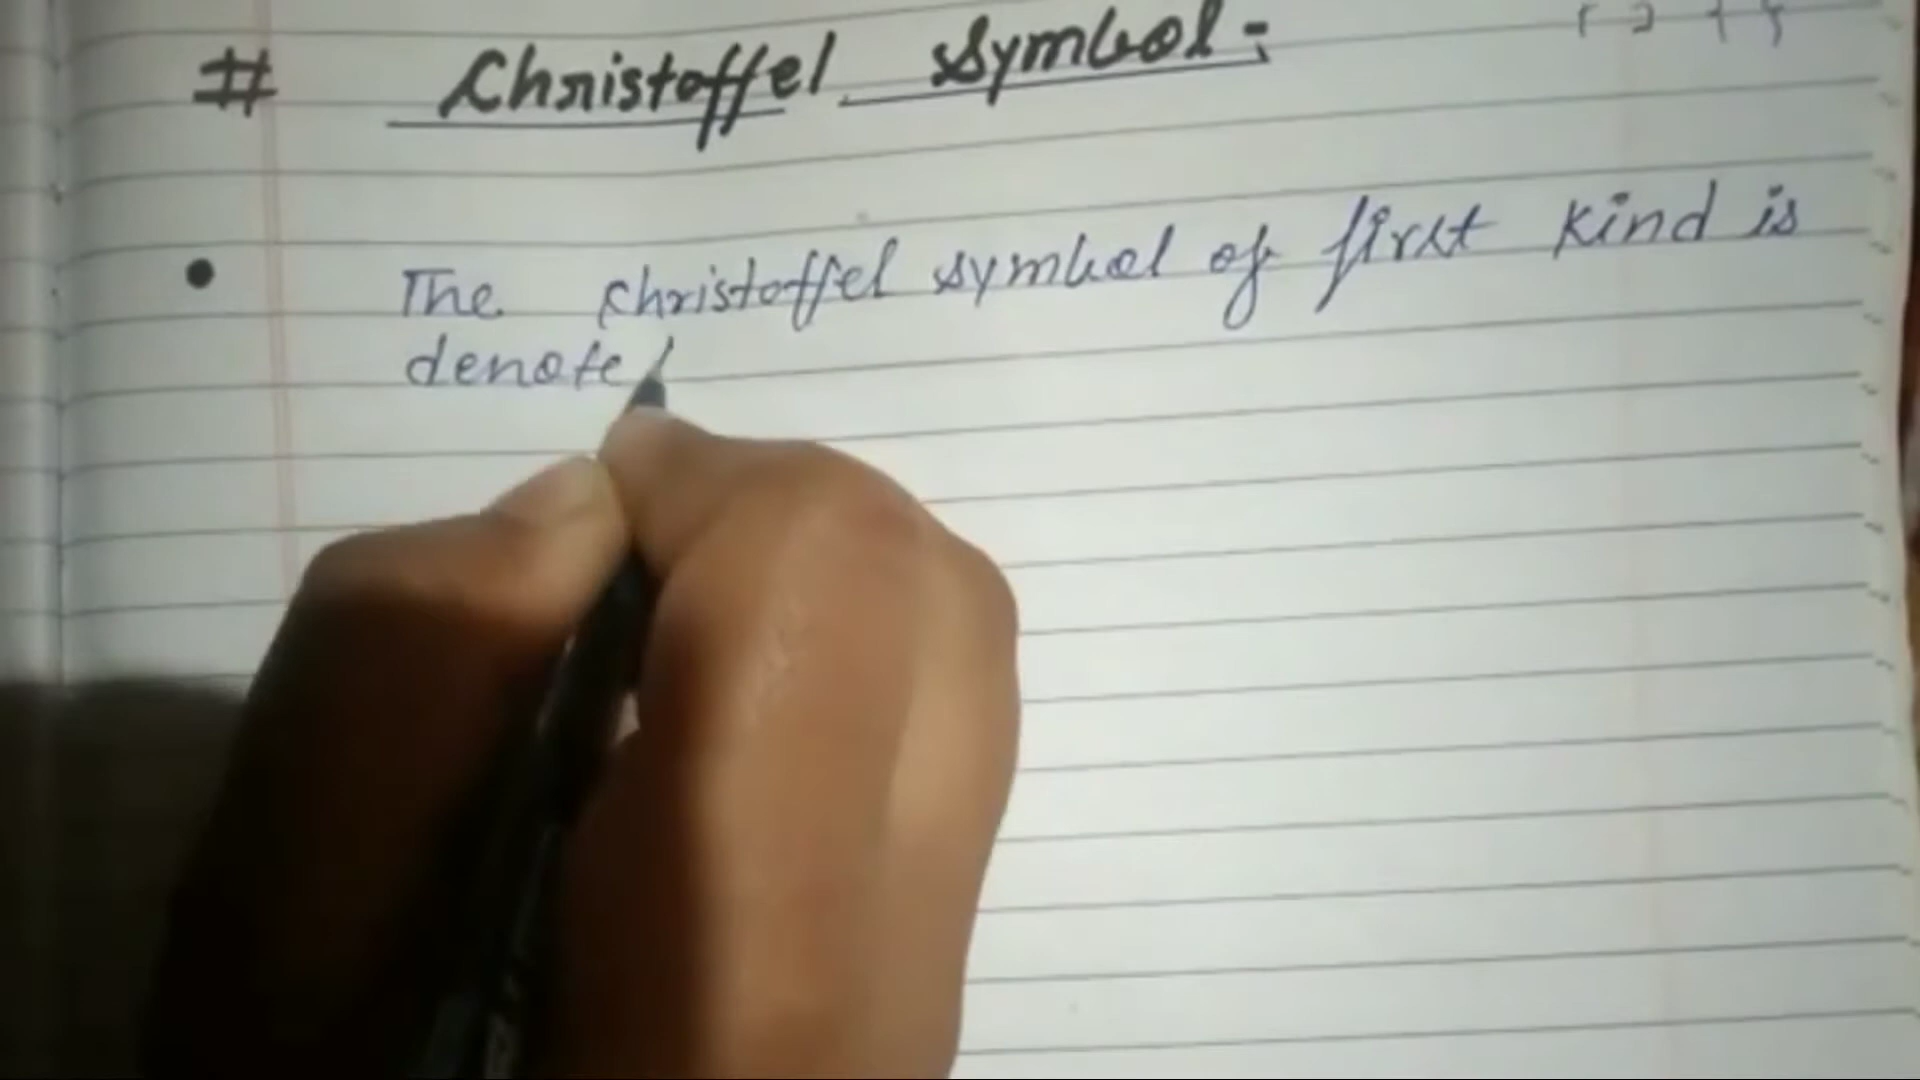 # Christoffel symbol:
• The christoffel symbol of first kind is
denote